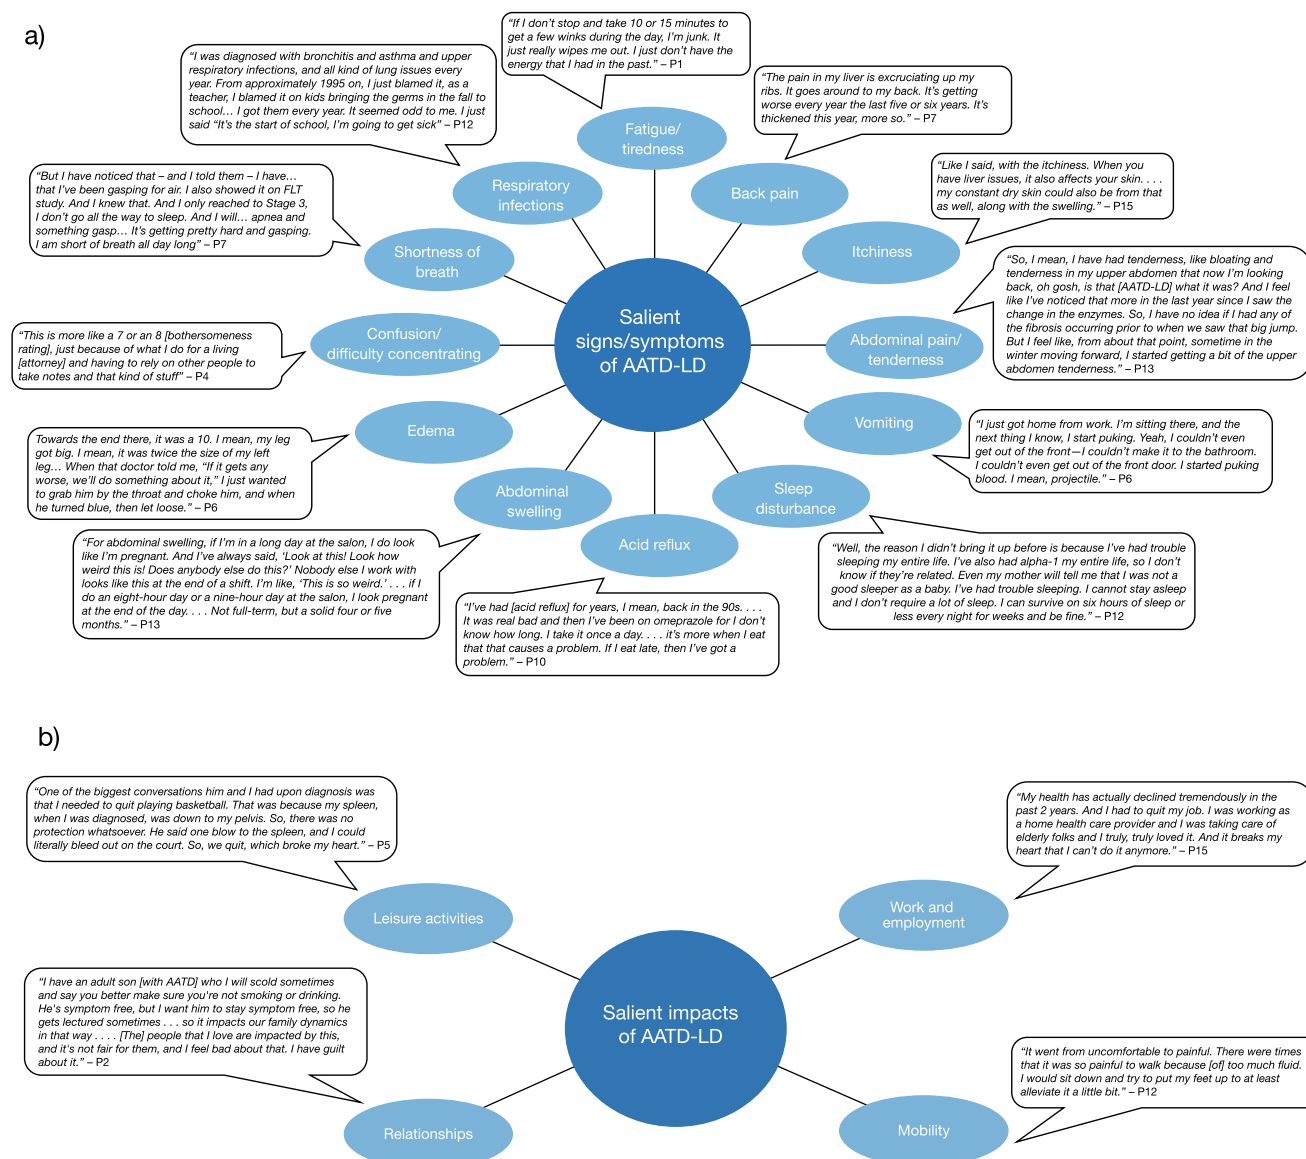 a)
“If I don’t stop and take 10 or 15 minutes to
get a few winks during the day, I’m junk. It
just really wipes me out. I just don’t have the
energy that I had in the past.” – P1
“I was diagnosed with bronchitis and asthma and upper
respiratory infections, and all kind of lung issues every
year. From approximately 1995 on, I just blamed it, as a
teacher, I blamed it on kids bringing the germs in the fall to
school… I got them every year. It seemed odd to me. I just
said “It’s the start of school, I’m going to get sick” – P12
“The pain in my liver is excruciating up my
ribs. It goes around to my back. It’s getting
worse every year the last five or six years. It’s
thickened this year, more so.” – P7
“But I have noticed that – and I told them – I have…
that I’ve been gasping for air. I also showed it on FLT
study. And I knew that. And I only reached to Stage 3,
I don’t go all the way to sleep. And I will… apnea and
something gasp… It’s getting pretty hard and gasping.
I am short of breath all day long” – P7
“Like I said, with the itchiness. When you
have liver issues, it also affects your skin. . . .
my constant dry skin could also be from that
as well, along with the swelling.” – P15
“So, I mean, I have had tenderness, like bloating and
tenderness in my upper abdomen that now I’m looking
back, oh gosh, is that [AATD-LD] what it was? And I feel
like I’ve noticed that more in the last year since I saw the
change in the enzymes. So, I have no idea if I had any of
the fibrosis occurring prior to when we saw that big jump.
But I feel like, from about that point, sometime in the
winter moving forward, I started getting a bit of the upper
abdomen tenderness.” – P13
“This is more like a 7 or an 8 [bothersomeness
rating], just because of what I do for a living
[attorney] and having to rely on other people to
take notes and that kind of stuff” – P4
Towards the end there, it was a 10. I mean, my leg
got big. I mean, it was twice the size of my left
leg… When that doctor told me, “If it gets any
worse, we’ll do something about it,” I just wanted
to grab him by the throat and choke him, and when
he turned blue, then let loose.” – P6
“I just got home from work. I’m sitting there, and the
next thing I know, I start puking. Yeah, I couldn’t even
get out of the front—I couldn’t make it to the bathroom.
I couldn’t even get out of the front door. I started puking
blood. I mean, projectile.” – P6
“For abdominal swelling, if I’m in a long day at the salon, I do look
like I’m pregnant. And I’ve always said, ‘Look at this! Look how
weird this is! Does anybody else do this?’ Nobody else I work with
looks like this at the end of a shift. I’m like, ‘This is so weird.’ . . . if I
do an eight-hour day or a nine-hour day at the salon, I look pregnant
at the end of the day. . . . Not full-term, but a solid four or five
months.” – P13
“I’ve had [acid reflux] for years, I mean, back in the 90s. . . .
It was real bad and then I’ve been on omeprazole for I don’t
know how long. I take it once a day. . . . it’s more when I eat
that that causes a problem. If I eat late, then I’ve got a
problem.” – P10
“Well, the reason I didn’t bring it up before is because I’ve had trouble
sleeping my entire life. I’ve also had alpha-1 my entire life, so I don’t
know if they’re related. Even my mother will tell me that I was not a
good sleeper as a baby. I’ve had trouble sleeping. I cannot stay asleep
and I don’t require a lot of sleep. I can survive on six hours of sleep or
less every night for weeks and be fine.” – P12
Fatigue/
tiredness
Respiratory
infections
Back pain
Shortness of
breath
Itchiness
Salient
signs/symptoms
of AATD-LD
Confusion/
difficulty concentrating
Abdominal pain/
tenderness
Edema
Vomiting
Abdominal
swelling
Sleep
disturbance
Acid reflux
b)
“One of the biggest conversations him and I had upon diagnosis was
that I needed to quit playing basketball. That was because my spleen,
when I was diagnosed, was down to my pelvis. So, there was no
protection whatsoever. He said one blow to the spleen, and I could
literally bleed out on the court. So, we quit, which broke my heart.” – P5
“My health has actually declined tremendously in the
past 2 years. And I had to quit my job. I was working as
a home health care provider and I was taking care of
elderly folks and I truly, truly loved it. And it breaks my
heart that I can’t do it anymore.” – P15
Leisure activities
Work and
employment
“I have an adult son [with AATD] who I will scold sometimes
and say you better make sure you're not smoking or drinking.
He's symptom free, but I want him to stay symptom free, so he
gets lectured sometimes . . . so it impacts our family dynamics
in that way . . . . [The] people that I love are impacted by this,
and it's not fair for them, and I feel bad about that. I have guilt
about it.” – P2
Salient impacts
of AATD-LD
“It went from uncomfortable to painful. There were times
that it was so painful to walk because [of] too much fluid.
I would sit down and try to put my feet up to at least
alleviate it a little bit.” – P12
Relationships
Mobility